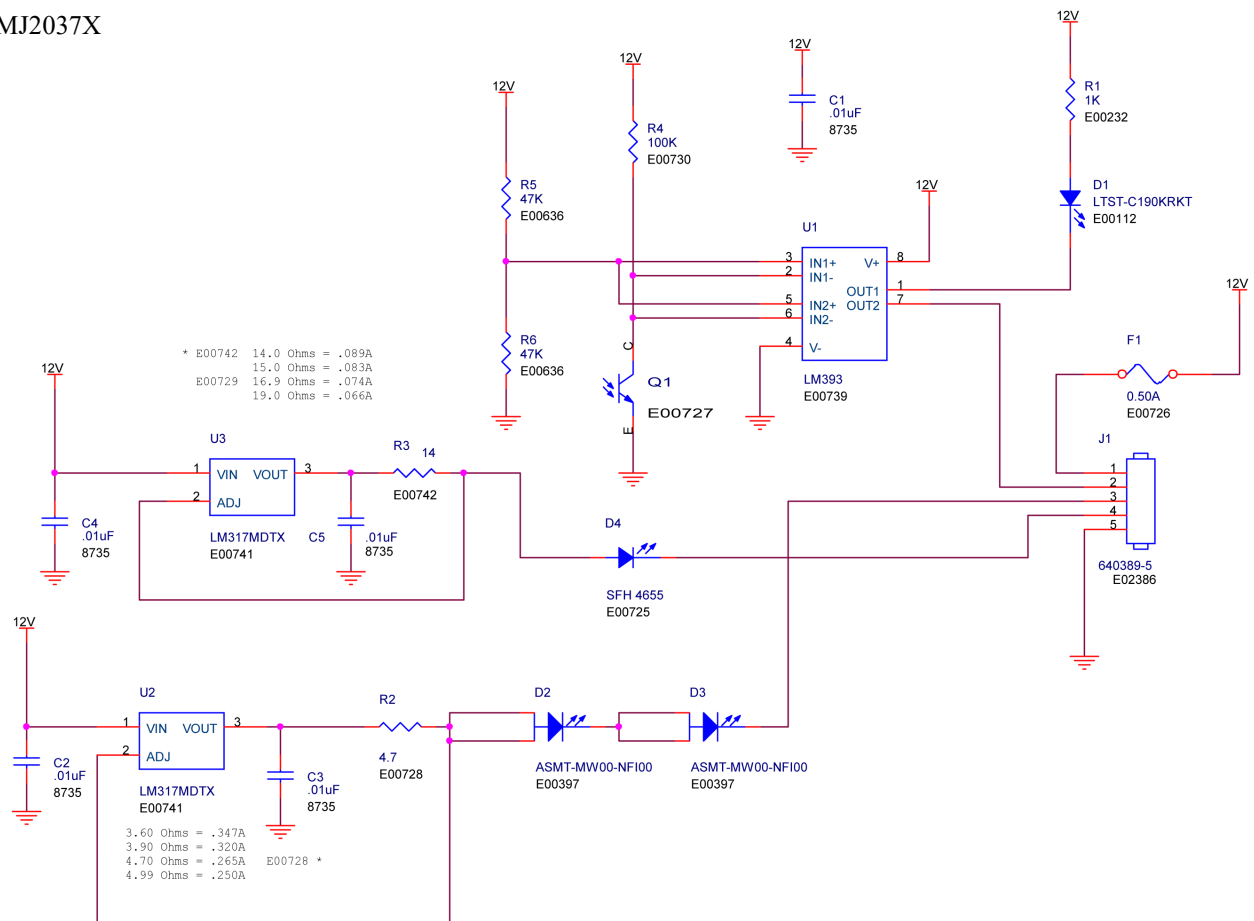 MJ2037X
12V
R1
1K
E00232
D1
LTST-C190KRKT
E00112
12V
C1
.01uF
8735
12V
R4
100K
E00730
12V
R5
47K
E00636
R6
47K
E00636
12V
U1
3 IN1+ V+ 8
2 IN1-
OUT1 1
5 IN2+ OUT2 7
6 IN2-
4 V-
LM393
E00739
C
Q1
E00727
E
12V
F1
0.50A
E00726
J1
1
2
3
4
5
640389-5
E02386
* E00742 14.0 Ohms = .089A
15.0 Ohms = .083A
E00729 16.9 Ohms = .074A
19.0 Ohms = .066A
12V
U3
1 VIN VOUT 3
2 ADJ
LM317MDTX
E00741
R3 14
E00742
C4
.01uF
8735
C5 .01uF
8735
D4
SFH 4655
E00725
12V
U2
1 VIN VOUT 3
2 ADJ
LM317MDTX
E00741
R2
4.7
E00728
C2
.01uF
8735
C3
.01uF
8735
D2
ASMT-MW00-NFI00
E00397
D3
ASMT-MW00-NFI00
E00397
3.60 Ohms = .347A
3.90 Ohms = .320A
4.70 Ohms = .265A E00728 *
4.99 Ohms = .250A